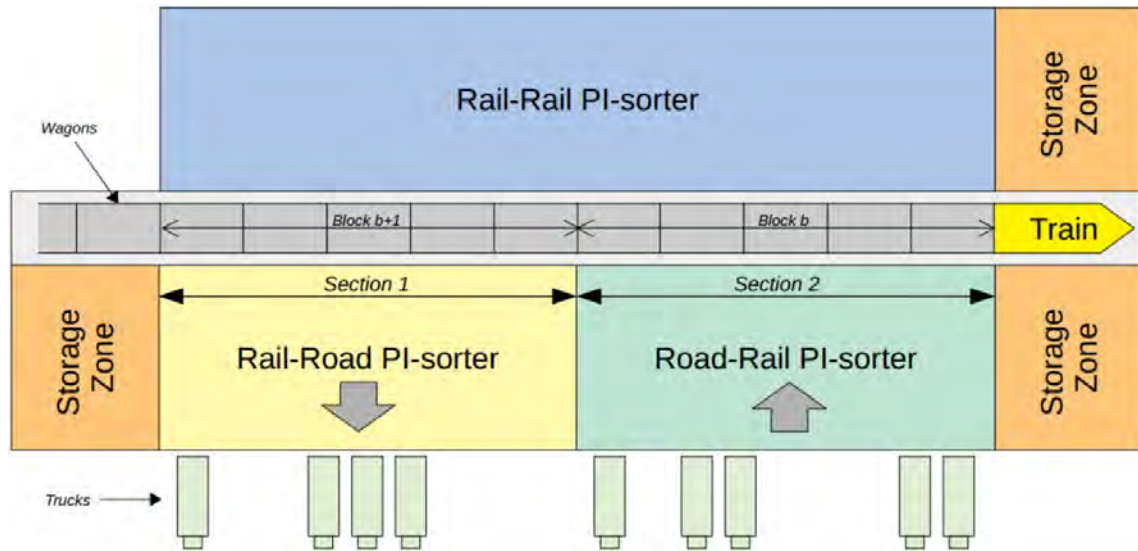 Rail-Rail PI-sorter
Storage
Zone
Wagons
Block b+1
Block b
Train
Section 1
Section 2
Storage
Zone
Rail-Road PI-sorter
Road-Rail PI-sorter
Storage
Zone
Trucks